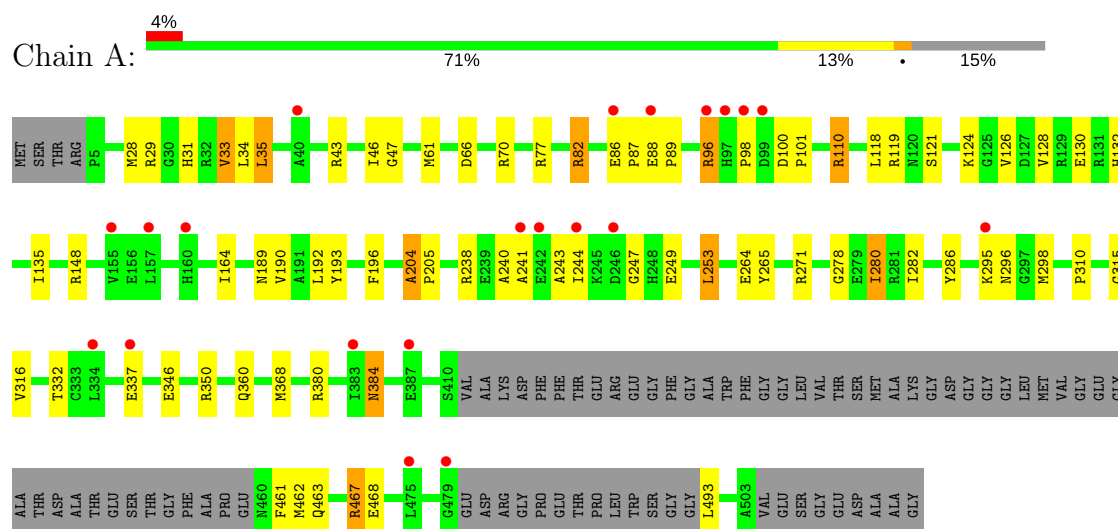 4%
Chain A:
71% 13% • 15%
MET SER THR ARG P5 M28 R29 G30 H31 R32 V33 L34 L35 A40 R43 I46 G47 M61 D66 R70 R77 R82 E86 P87 E88 P89 R96 H97 P98 D99 D100 P101 R110 L118 R119 N120 S121 K124 G125 V126 D127 V128 R129 E130 R131 H132
I135 R148 V155 E156 L157 H160 I164 N189 V190 A191 L192 Y193 F196 A204 P205 R238 E239 A240 A241 E242 A243 I244 K245 D246 G247 H248 E249 L253 E264 Y265 R271 G278 E279 I280 R281 I282 Y286 K295 N296 G297 M298 P310 G315
V316 T332 C333 L334 E337 E346 R350 Q360 M368 R380 I383 N384 E387 S410 VAL ALA LYS ASP PHE PHE THR GLU ARG GLU GLY PHE GLY ALA TRP PHE GLY GLY LEU VAL THR SER MET ALA LYS GLY ASP GLY GLY GLY LEU MET VAL GLY GLU GLY
ALA THR ASP ALA THR GLU SER THR GLY PHE ALA PRO GLU N460 F461 M462 Q463 R467 E468 L475 G479 GLU ASP ARG GLY PRO GLU THR PRO LEU TRP SER GLY GLY L493 A503 VAL GLU SER GLY GLU ASP ALA ALA GLY